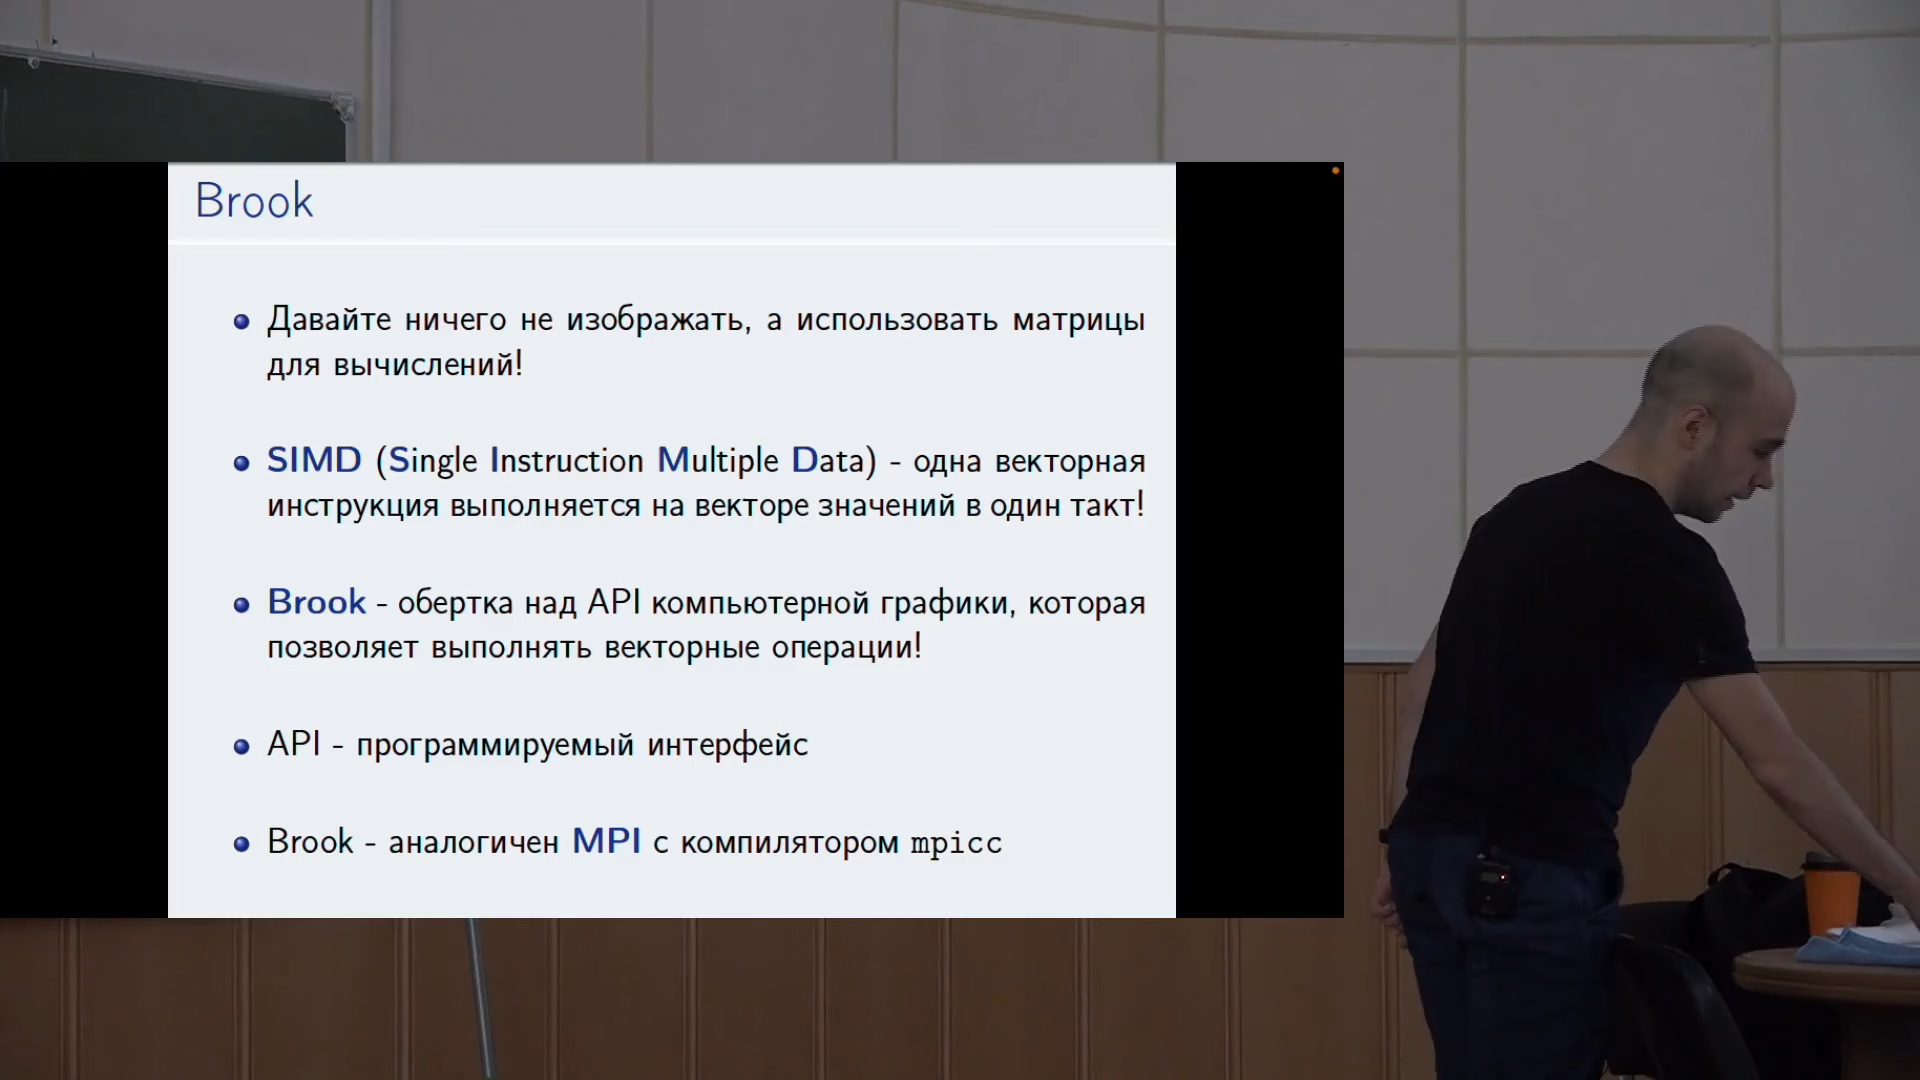 Brook
Давайте ничего не изображать, а использовать матрицы
для вычислений!
SIMD (Single Instruction Multiple Data) - одна векторная
инструкция выполняется на векторе значений в один такт!
Brook - обертка над API компьютерной графики, которая
позволяет выполнять векторные операции!
API - программируемый интерфейс
Brook - аналогичен MPI с компилятором mpicc